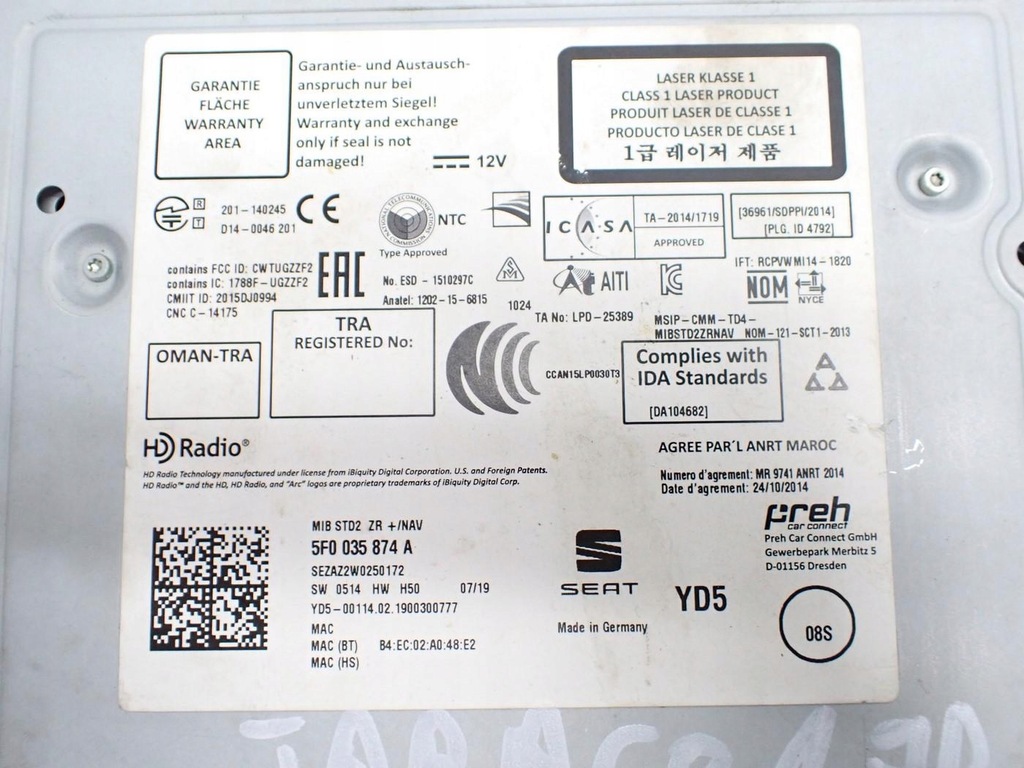 GARANTIE
FLÄCHE
WARRANTY
AREA
Garantie- und Austausch-
anspruch nur bei
unverletztem Siegel!
Warranty and exchange
only if seal is not
damaged!
12V
LASER KLASSE 1
CLASS 1 LASER PRODUCT
PRODUIT LASER DE CLASSE 1
PRODUCTO LASER DE CLASE 1
1급 레이저 제품
R 201-140245
T D14-0046 201
CE
NTC
Type Approved
ICASA
TA-2014/1719
APPROVED
[36961/SDPPI/2014]
[PLG. ID 4792]
contains FCC ID: CWTUGZZF2
contains IC: 1788F-UGZZF2
CMIIT ID: 2015DJ0994
CNC C-14175
EAC
No. ESD - 1510297C
Anatel: 1202-15-6815
1024
AITI
TA No: LPD-25389
IFT: RCPVWMI14-1820
NOM
NYCE
MSIP-CMM-TD4-
MIBSTD2ZRNAV NOM-121-SCT1-2013
OMAN-TRA
TRA
REGISTERED No:
CCAN15LP0030T3
Complies with
IDA Standards
[DA104682]
HD Radio®
HD Radio Technology manufactured under license from iBiquity Digital Corporation. U.S. and Foreign Patents.
HD Radio™ and the HD, HD Radio, and "Arc" logos are proprietary trademarks of iBiquity Digital Corp.
AGREE PAR´L ANRT MAROC
Numero d'agrement: MR 9741 ANRT 2014
Date d'agrement: 24/10/2014
preh
car connect
Preh Car Connect GmbH
Gewerbepark Merbitz 5
D-01156 Dresden
MIB STD2 ZR +/NAV
5F0 035 874 A
SEZAZ2W0250172
SW 0514 HW H50 07/19
YD5-00114.02.1900300777
MAC
MAC (BT) B4:EC:02:A0:48:E2
MAC (HS)
SEAT
Made in Germany
YD5
08S